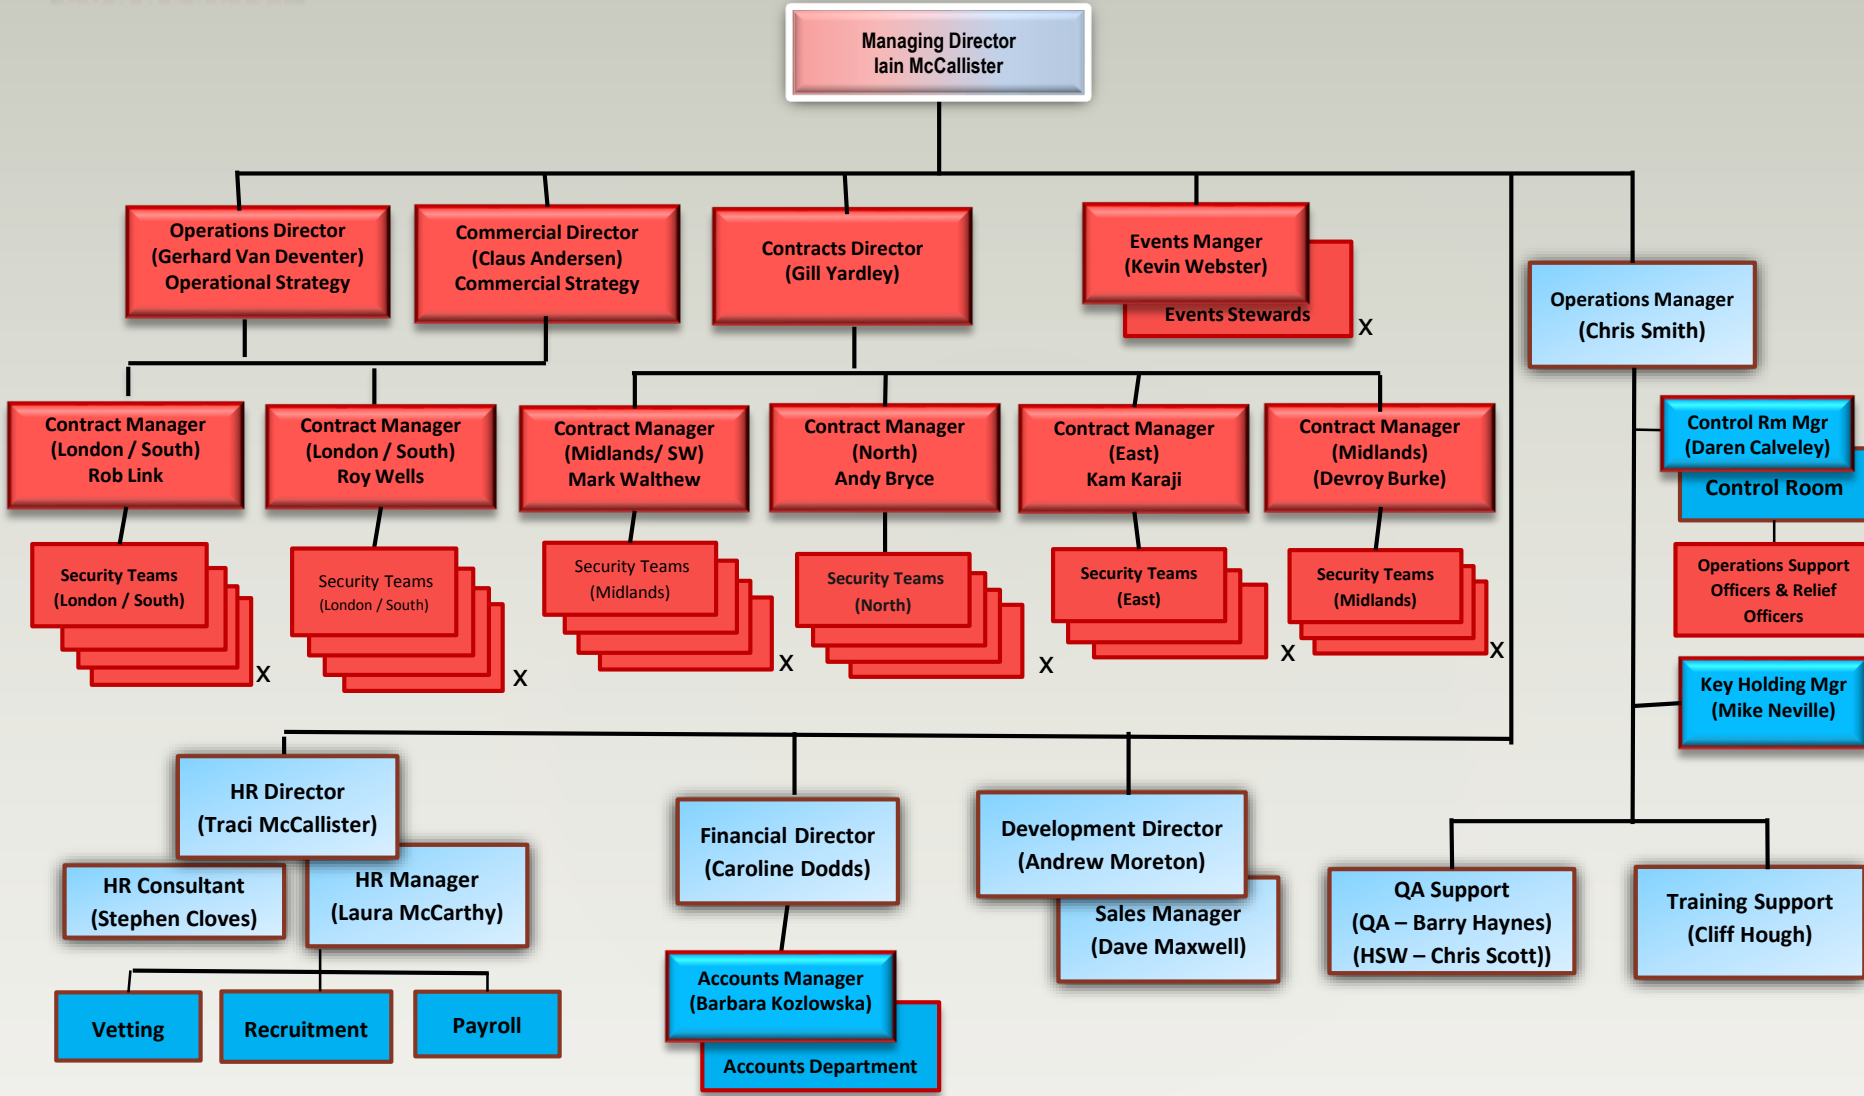 Managing Director
Iain McCallister
Operations Director
(Gerhard Van Deventer)
Operational Strategy
Commercial Director
(Claus Andersen)
Commercial Strategy
Contracts Director
(Gill Yardley)
Events Manger
(Kevin Webster)
Events Stewards
X
Operations Manager
(Chris Smith)
Contract Manager
(London / South)
Rob Link
Contract Manager
(London / South)
Roy Wells
Contract Manager
(Midlands/ SW)
Mark Walthew
Contract Manager
(North)
Andy Bryce
Contract Manager
(East)
Kam Karaji
Contract Manager
(Midlands)
(Devroy Burke)
Control Rm Mgr
(Daren Calveley)
Control Room
Security Teams
(London / South)
X
Security Teams
(London / South)
X
Security Teams
(Midlands)
X
Security Teams
(North)
X
Security Teams
(East)
X
Security Teams
(Midlands)
X
Operations Support
Officers & Relief
Officers
Key Holding Mgr
(Mike Neville)
HR Director
(Traci McCallister)
HR Consultant
(Stephen Cloves)
HR Manager
(Laura McCarthy)
Vetting
Recruitment
Payroll
Financial Director
(Caroline Dodds)
Accounts Manager
(Barbara Kozlowska)
Accounts Department
Development Director
(Andrew Moreton)
Sales Manager
(Dave Maxwell)
QA Support
(QA – Barry Haynes)
(HSW – Chris Scott))
Training Support
(Cliff Hough)